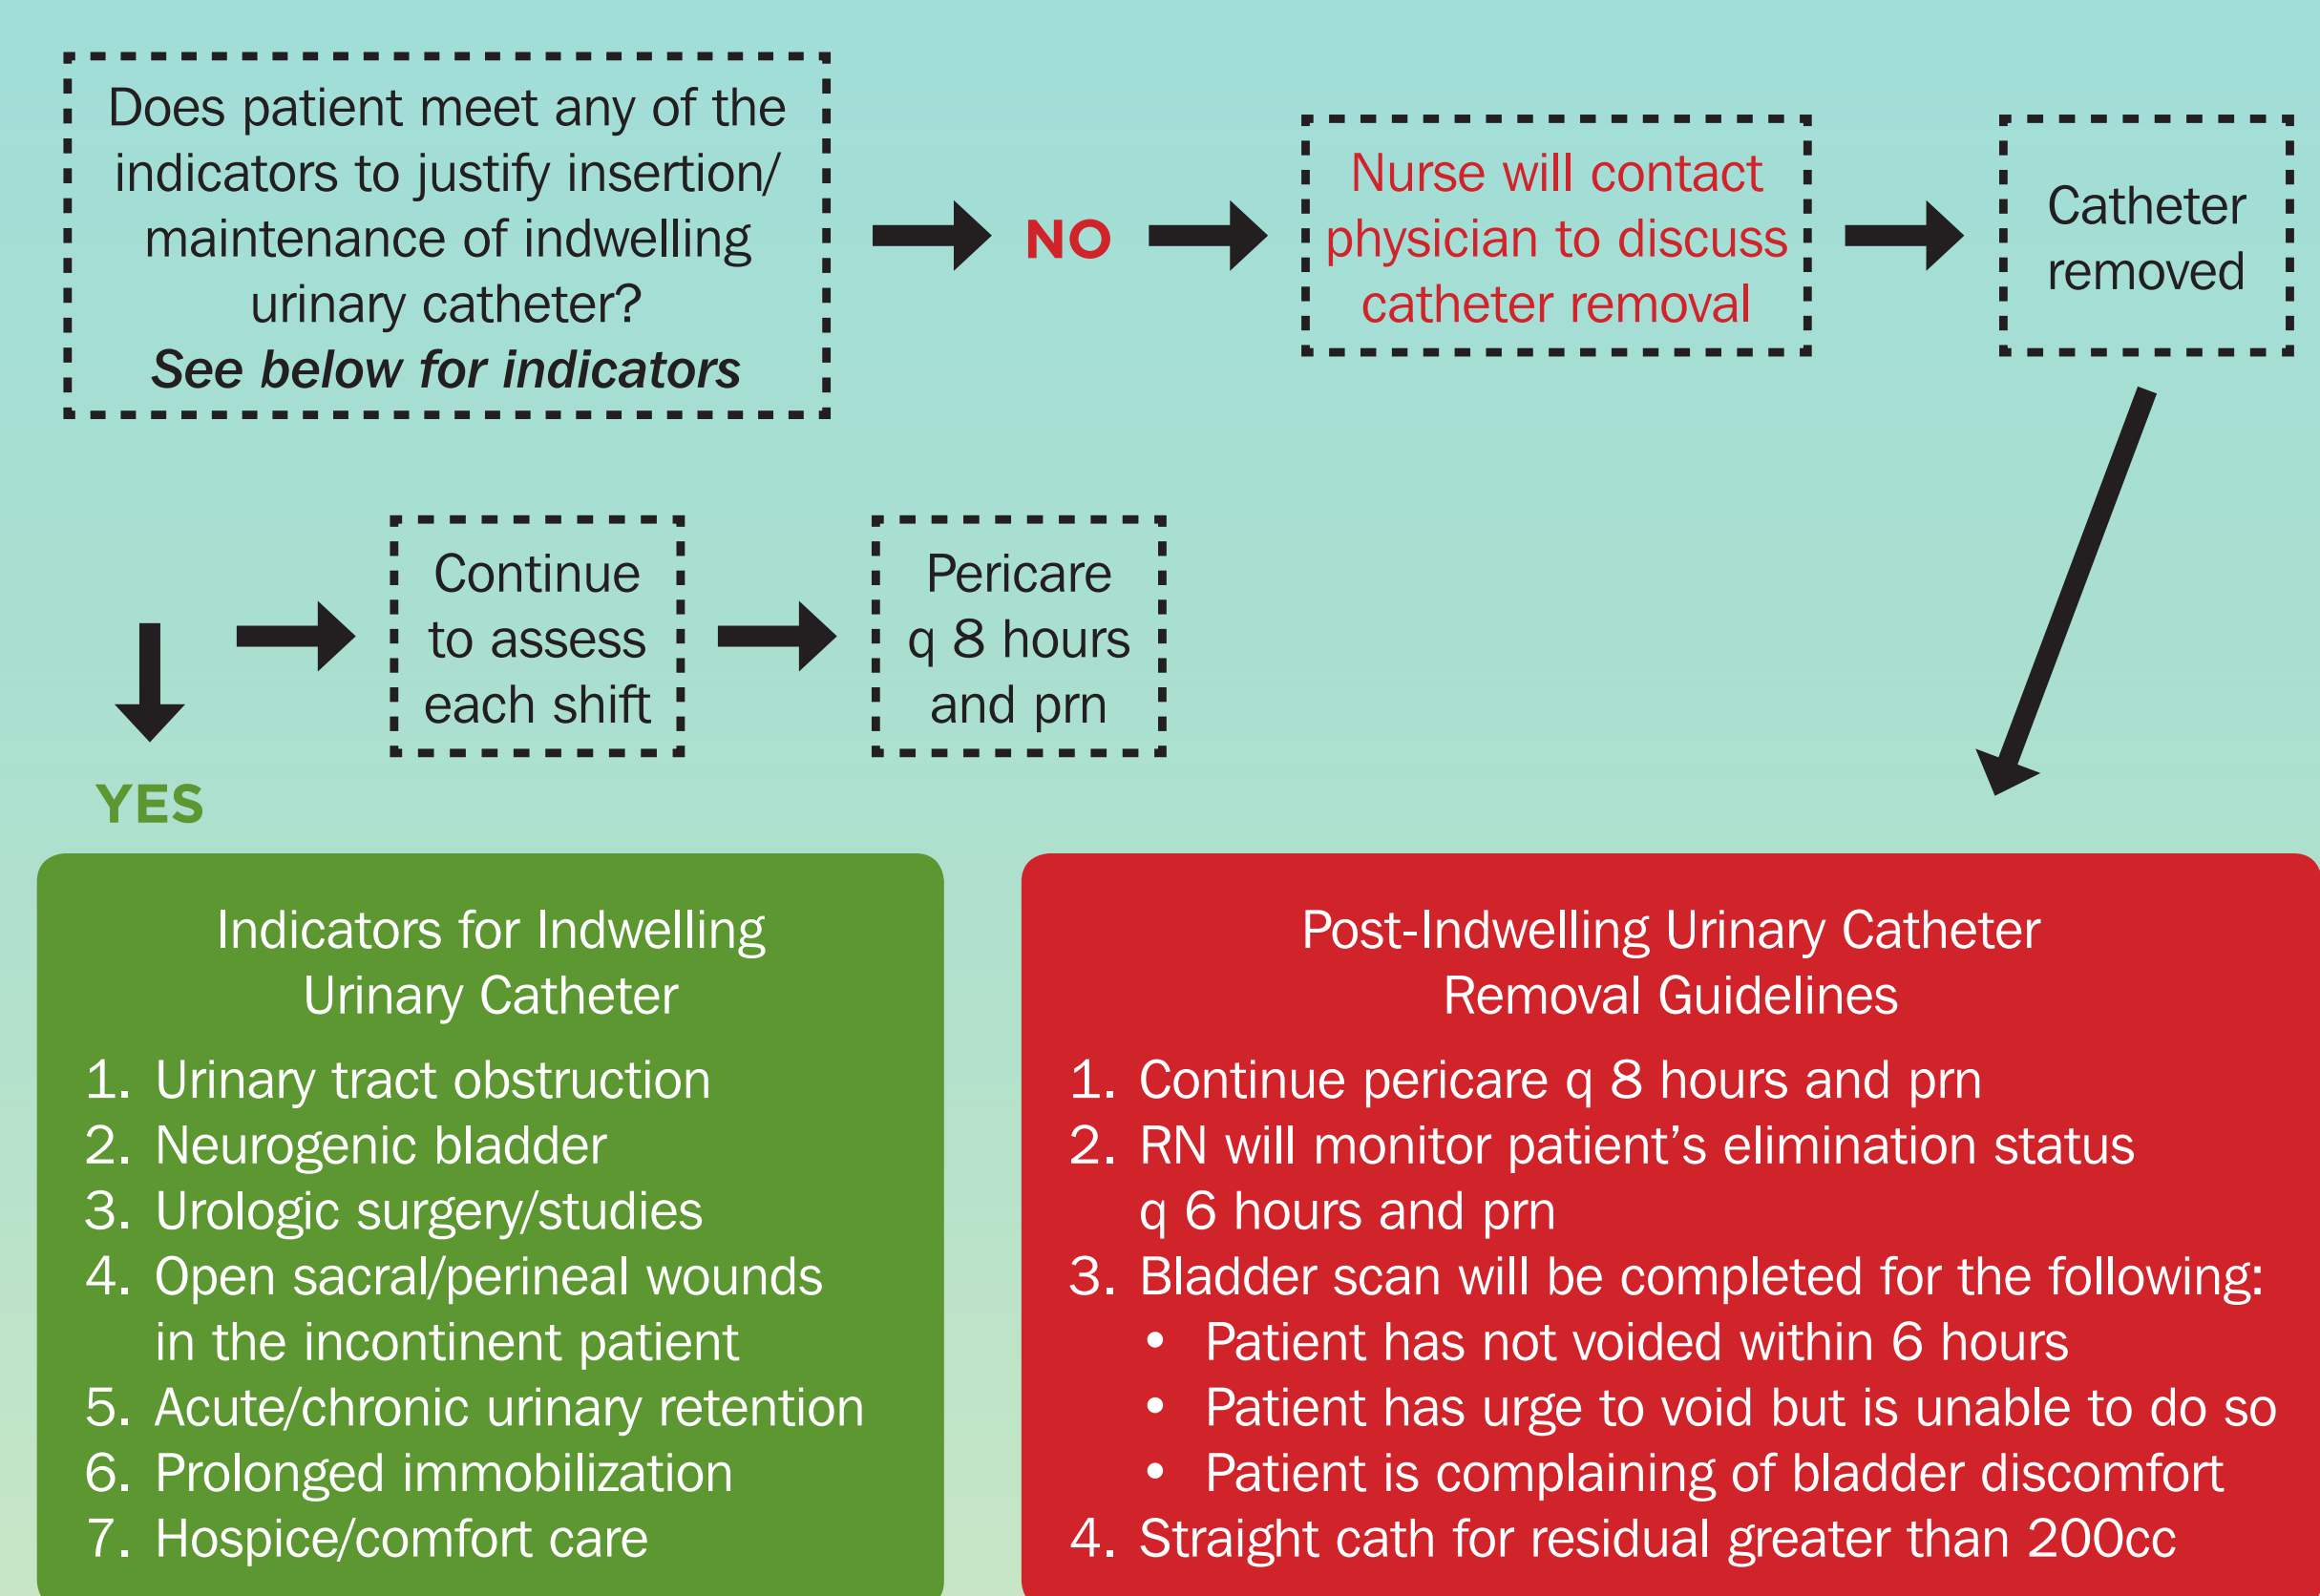 Does patient meet any of the
indicators to justify insertion/
maintenance of indwelling
urinary catheter?
See below for indicators
NO
Nurse will contact
physician to discuss
catheter removal
Catheter
removed
YES
Continue
to assess
each shift
Pericare
q 8 hours
and prn
Indicators for Indwelling
Urinary Catheter
1. Urinary tract obstruction
2. Neurogenic bladder
3. Urologic surgery/studies
4. Open sacral/perineal wounds
in the incontinent patient
5. Acute/chronic urinary retention
6. Prolonged immobilization
7. Hospice/comfort care
Post-Indwelling Urinary Catheter
Removal Guidelines
1. Continue pericare q 8 hours and prn
2. RN will monitor patient’s elimination status
q 6 hours and prn
3. Bladder scan will be completed for the following:
• Patient has not voided within 6 hours
• Patient has urge to void but is unable to do so
• Patient is complaining of bladder discomfort
4. Straight cath for residual greater than 200cc